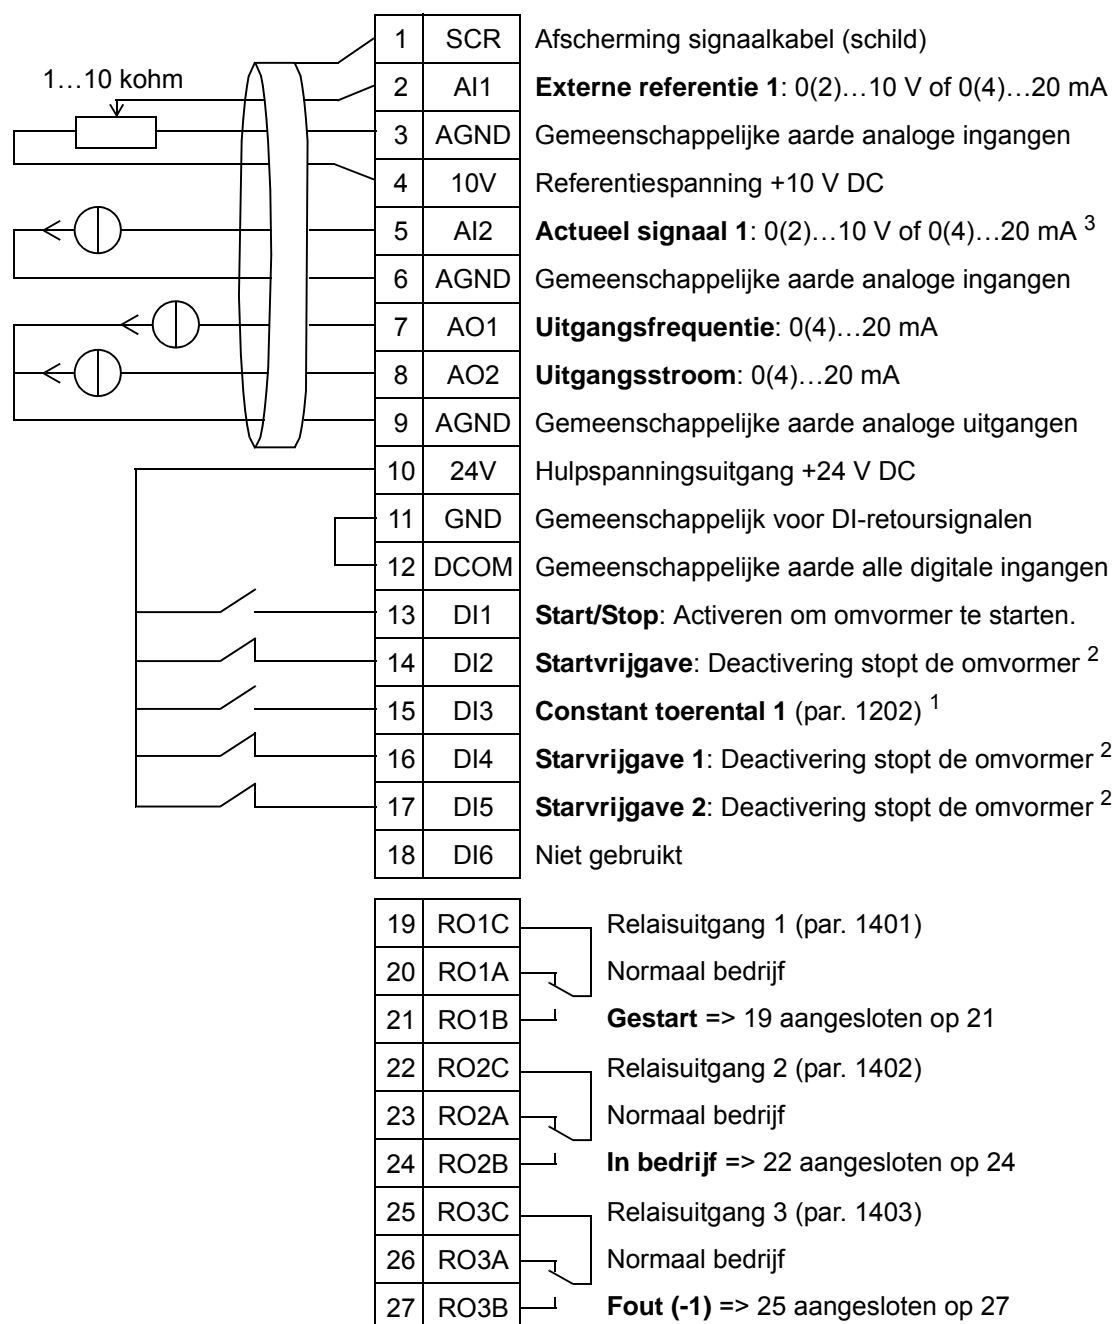 1 SCR Afscherming signaalkabel (schild)
1…10 kohm
2 AI1 Externe referentie 1: 0(2)…10 V of 0(4)…20 mA
3 AGND Gemeenschappelijke aarde analoge ingangen
4 10V Referentiespanning +10 V DC
5 AI2 Actueel signaal 1: 0(2)…10 V of 0(4)…20 mA 3
6 AGND Gemeenschappelijke aarde analoge ingangen
7 AO1 Uitgangsfrequentie: 0(4)…20 mA
8 AO2 Uitgangsstroom: 0(4)…20 mA
9 AGND Gemeenschappelijke aarde analoge uitgangen
10 24V Hulpspanningsuitgang +24 V DC
11 GND Gemeenschappelijk voor DI-retoursignalen
12 DCOM Gemeenschappelijke aarde alle digitale ingangen
13 DI1 Start/Stop: Activeren om omvormer te starten.
14 DI2 Startvrijgave: Deactivering stopt de omvormer 2
15 DI3 Constant toerental 1 (par. 1202) 1
16 DI4 Starvrijgave 1: Deactivering stopt de omvormer 2
17 DI5 Starvrijgave 2: Deactivering stopt de omvormer 2
18 DI6 Niet gebruikt
19 RO1C Relaisuitgang 1 (par. 1401)
20 RO1A Normaal bedrijf
21 RO1B Gestart => 19 aangesloten op 21
22 RO2C Relaisuitgang 2 (par. 1402)
23 RO2A Normaal bedrijf
24 RO2B In bedrijf => 22 aangesloten op 24
25 RO3C Relaisuitgang 3 (par. 1403)
26 RO3A Normaal bedrijf
27 RO3B Fout (-1) => 25 aangesloten op 27